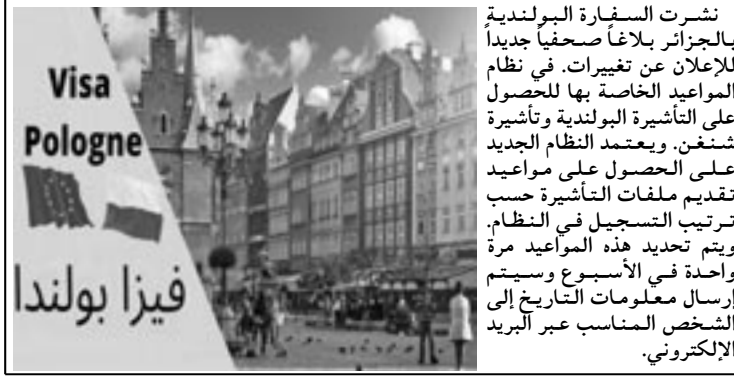 نشرت السفارة البولندية
بالجزائر بلاغاً صحفياً جديداً
للإعلان عن تغييرات. في نظام
المواعيد الخاصة بها للحصول
على التأشيرة البولندية وتأشيرة
شنغن. ويعتمد النظام الجديد
على الحصول على مواعيد
تقديم ملفات التأشيرة حسب
ترتيب التسجيل في النظام.
ويتم تحديد هذه المواعيد مرة
واحدة في الأسبوع وسيتم
إرسال معلومات التاريخ إلى
الشخص المناسب عبر البريد
الإلكتروني.
Visa
Pologne
فيزا بولندا